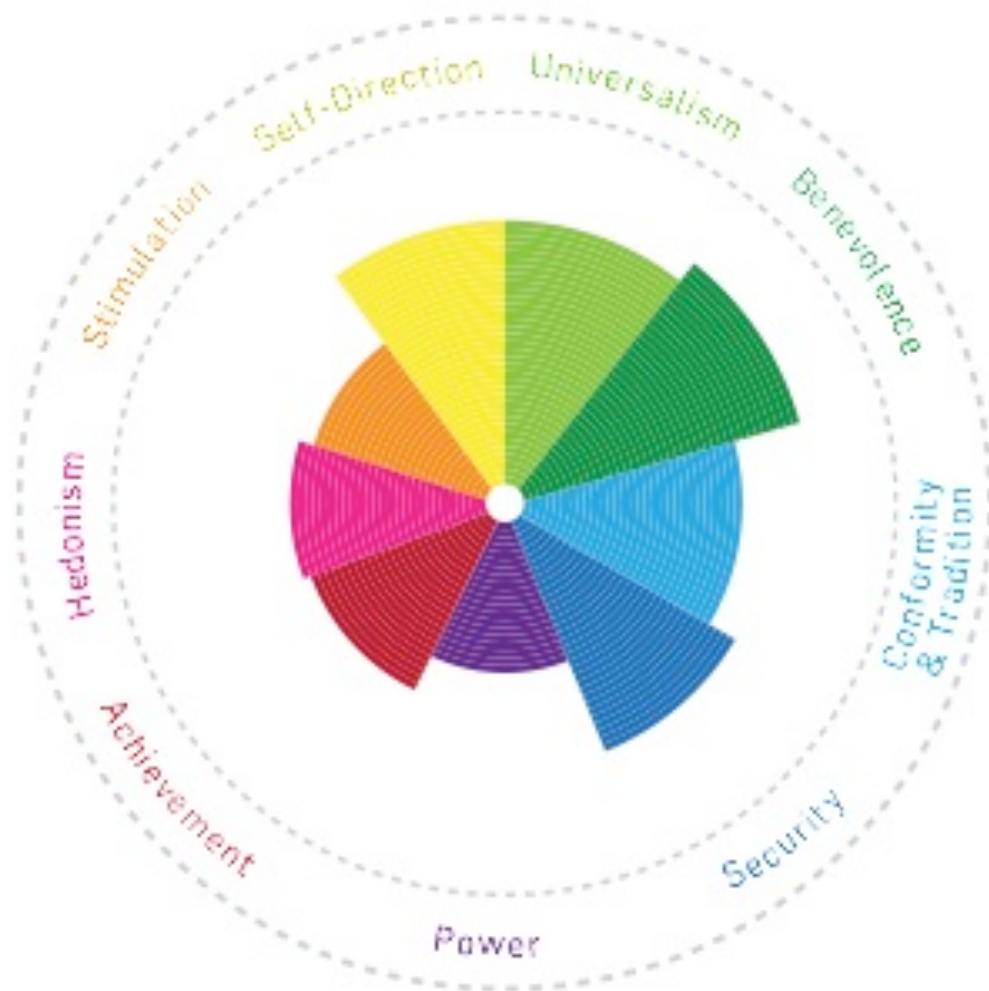 Self-Direction
Universalism
Benevolence
Conformity
& Tradition
Security
Power
Achievement
Hedonism
Stimulation